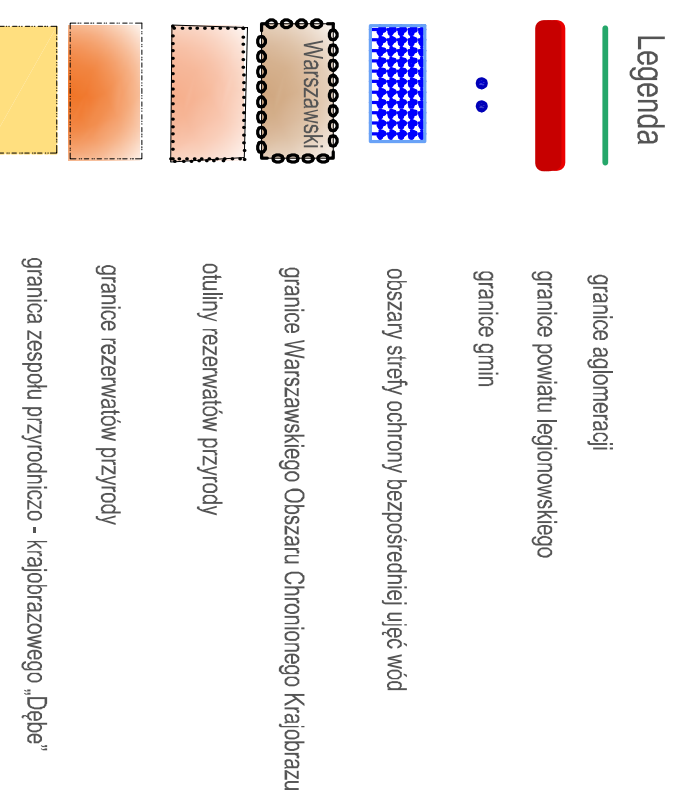 Legenda
granice aglomeracji
granice powiatu legionowskiego
granice gmin
obszary strefy ochrony bezpośredniej ujęć wód
Warszawski
granice Warszawskiego Obszaru Chronionego Krajobrazu
otuliny rezerwatów przyrody
granice rezerwatów przyrody
granica zespołu przyrodniczo - krajobrazowego „Dębe”